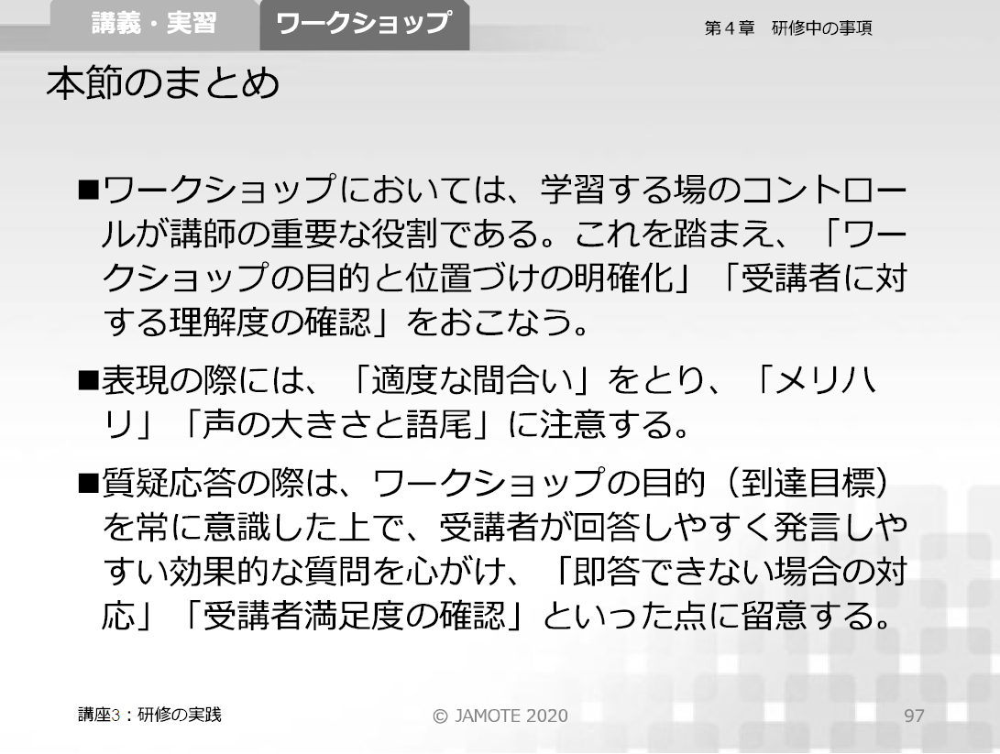 講義・実習 ワークショップ 第４章　研修中の事項
本節のまとめ
■ワークショップにおいては、学習する場のコントロー
ルが講師の重要な役割である。これを踏まえ、「ワー
クショップの目的と位置づけの明確化」「受講者に対
する理解度の確認」をおこなう。
■表現の際には、「適度な間合い」をとり、「メリハ
リ」「声の大きさと語尾」に注意する。
■質疑応答の際は、ワークショップの目的（到達目標）
を常に意識した上で、受講者が回答しやすく発言しや
すい効果的な質問を心がけ、「即答できない場合の対
応」「受講者満足度の確認」といった点に留意する。
講座3：研修の実践 © JAMOTE 2020 97